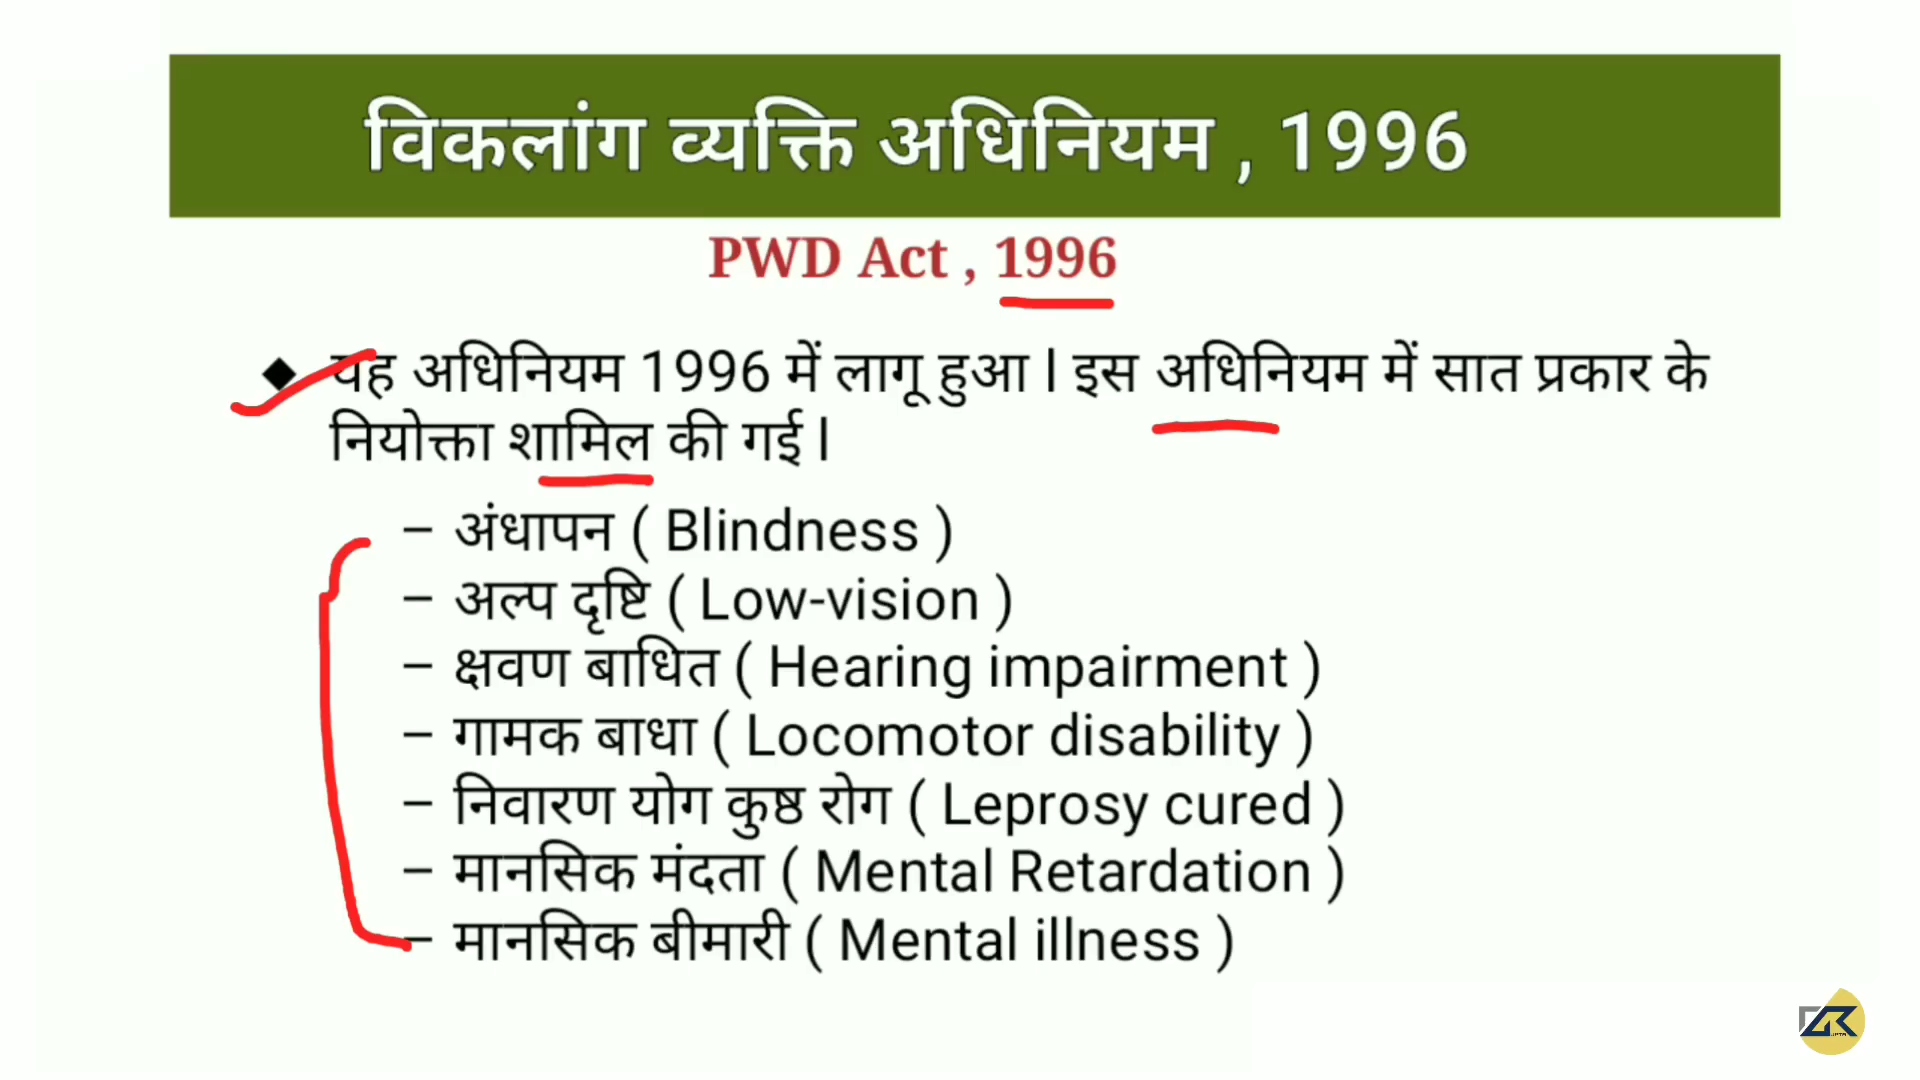 विकलांग व्यक्ति अधिनियम , 1996
PWD Act , 1996
◆ यह अधिनियम 1996 में लागू हुआ l इस अधिनियम में सात प्रकार के
नियोक्ता शामिल की गई l
– अंधापन ( Blindness )
– अल्प दृष्टि ( Low-vision )
– क्षवण बाधित ( Hearing impairment )
– गामक बाधा ( Locomotor disability )
– निवारण योग कुष्ठ रोग ( Leprosy cured )
– मानसिक मंदता ( Mental Retardation )
– मानसिक बीमारी ( Mental illness )